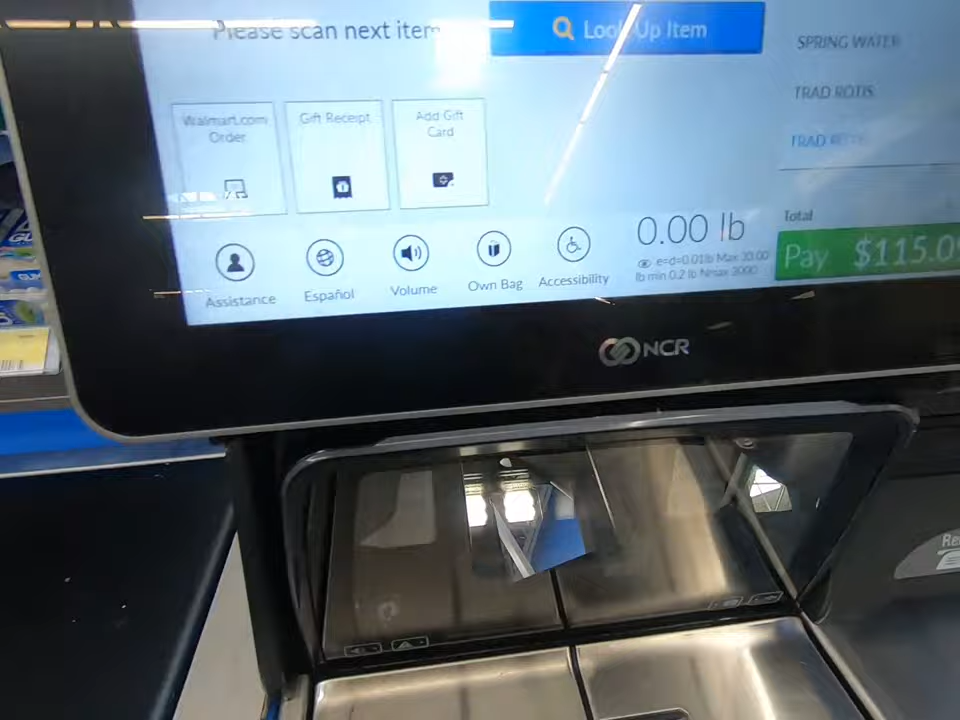 Please scan next item
Look Up Item
SPRING WATER
TRAD ROTIS
TRAD
Walmart.com
Order
Gift Receipt
Add Gift
Card
0.00 lb
e=d=0.01lb Max 30.00
lb min 0.2 lb Nmax 3000
Total
Pay $115.09
Assistance
Español
Volume
Own Bag
Accessibility
NCR